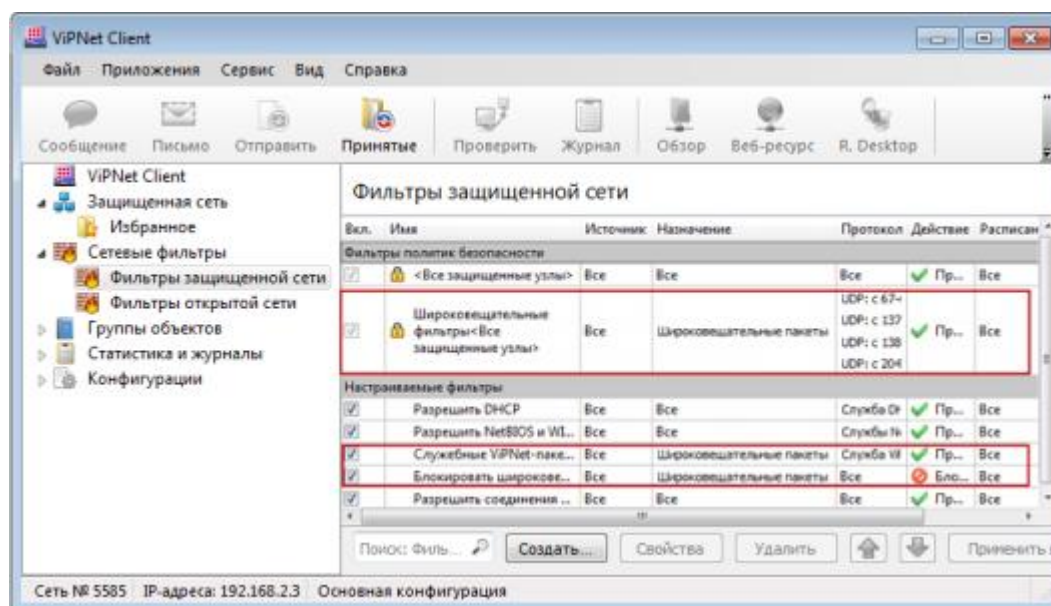 ViPNet Client
Файл Приложения Сервис Вид Справка
Сообщение Письмо Отправить Принятые Проверить Журнал Обзор Веб-ресурс R. Desktop
ViPNet Client
Защищенная сеть
Избранное
Сетевые фильтры
Фильтры защищенной сети
Фильтры открытой сети
Группы объектов
Статистика и журналы
Конфигурации
Фильтры защищенной сети
Вкл. Имя Источник Назначение Протокол Действие Расписан
Фильтры политик безопасности
<Все защищенные узлы> Все Все Все Пр... Все
Широковещательные фильтры<Все защищенные узлы> Все Широковещательные пакеты Пр... Все
UDP: с 67-
UDP: с 137
UDP: с 138
UDP: с 204
Настраиваемые фильтры
Разрешить DHCP Все Все Служба Пр... Все
Разрешить NetBIOS и WI... Все Все Службы Пр... Все
Служебные ViPNet-паке... Все Широковещательные пакеты Служба Пр... Все
Блокировать широкове... Все Широковещательные пакеты Все Бло... Все
Разрешить соединения ... Все Все Все Пр... Все
Поиск: Филь... Создать... Свойства Удалить Применить
Сеть № 5585 IP-адреса: 192.168.2.3 Основная конфигурация